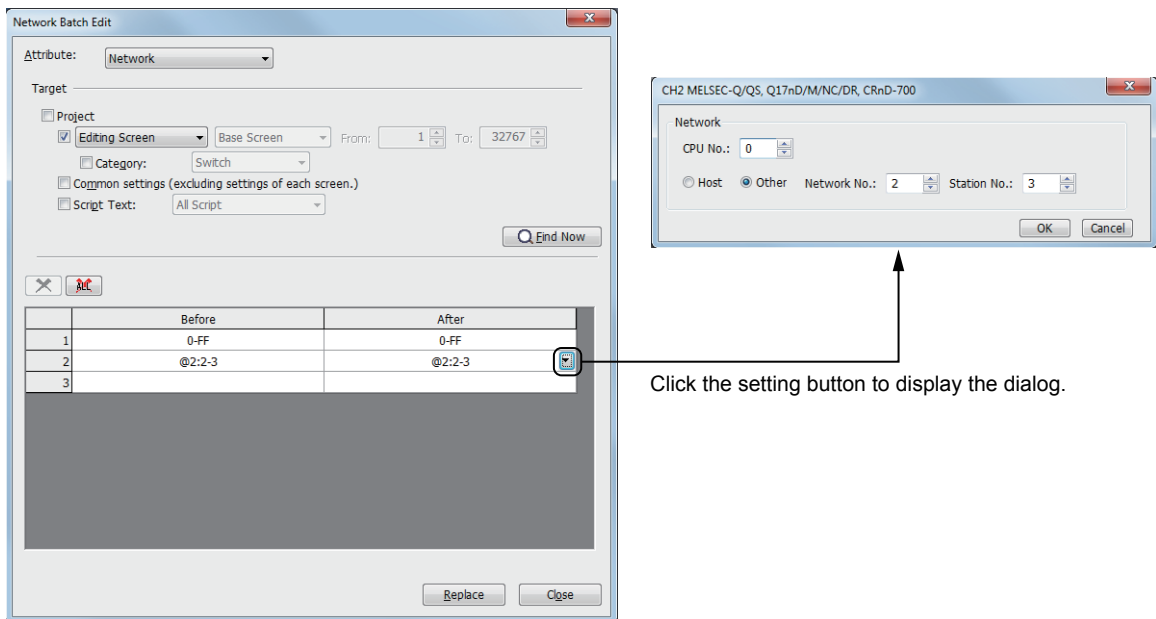 Network Batch Edit
Attribute: Network
Target
Project
Editing Screen Base Screen From: 1 To: 32767
Category: Switch
Common settings (excluding settings of each screen.)
Script Text: All Script
Find Now
ALL
Before After
1 0-FF 0-FF
2 @2:2-3 @2:2-3
3
Replace Close
CH2 MELSEC-Q/QS, Q17nD/M/NC/DR, CRnD-700
Network
CPU No.: 0
Host Other Network No.: 2 Station No.: 3
OK Cancel
Click the setting button to display the dialog.